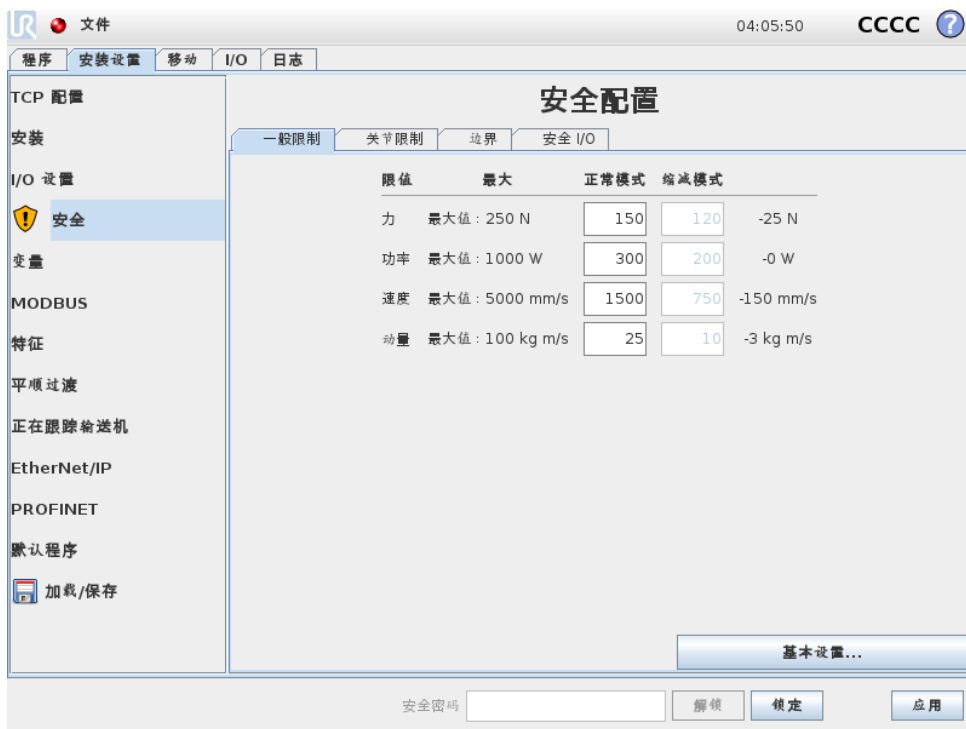 UR 文件 04:05:50 CCCC ?
程序 安装设置 移动 I/O 日志
TCP 配置
安装
I/O 设置
安全
变量
MODBUS
特征
平顺过渡
正在跟踪输送机
EtherNet/IP
PROFINET
默认程序
加载/保存
安全配置
一般限制 关节限制 边界 安全 I/O
限值 最大 正常模式 缩减模式
力 最大值：250 N 150 120 -25 N
功率 最大值：1000 W 300 200 -0 W
速度 最大值：5000 mm/s 1500 750 -150 mm/s
动量 最大值：100 kg m/s 25 10 -3 kg m/s
基本设置...
安全密码 解锁 锁定 应用